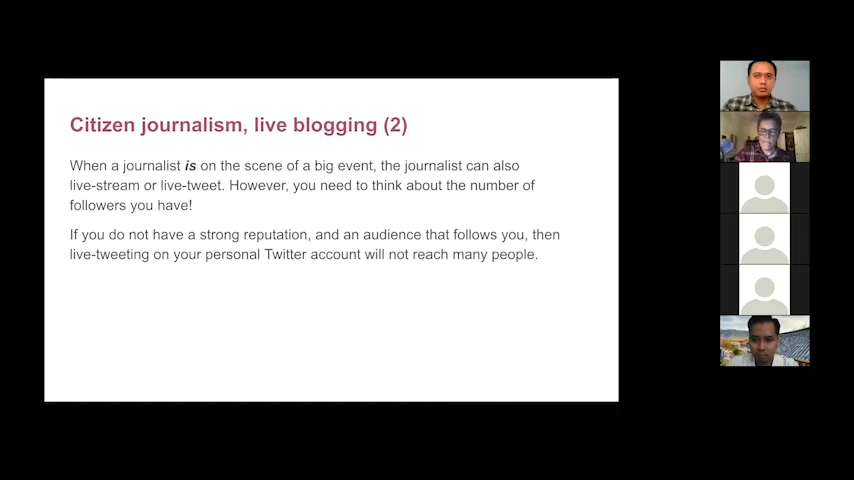 Citizen journalism, live blogging (2)
When a journalist is on the scene of a big event, the journalist can also
live-stream or live-tweet. However, you need to think about the number of
followers you have!
If you do not have a strong reputation, and an audience that follows you, then
live-tweeting on your personal Twitter account will not reach many people.